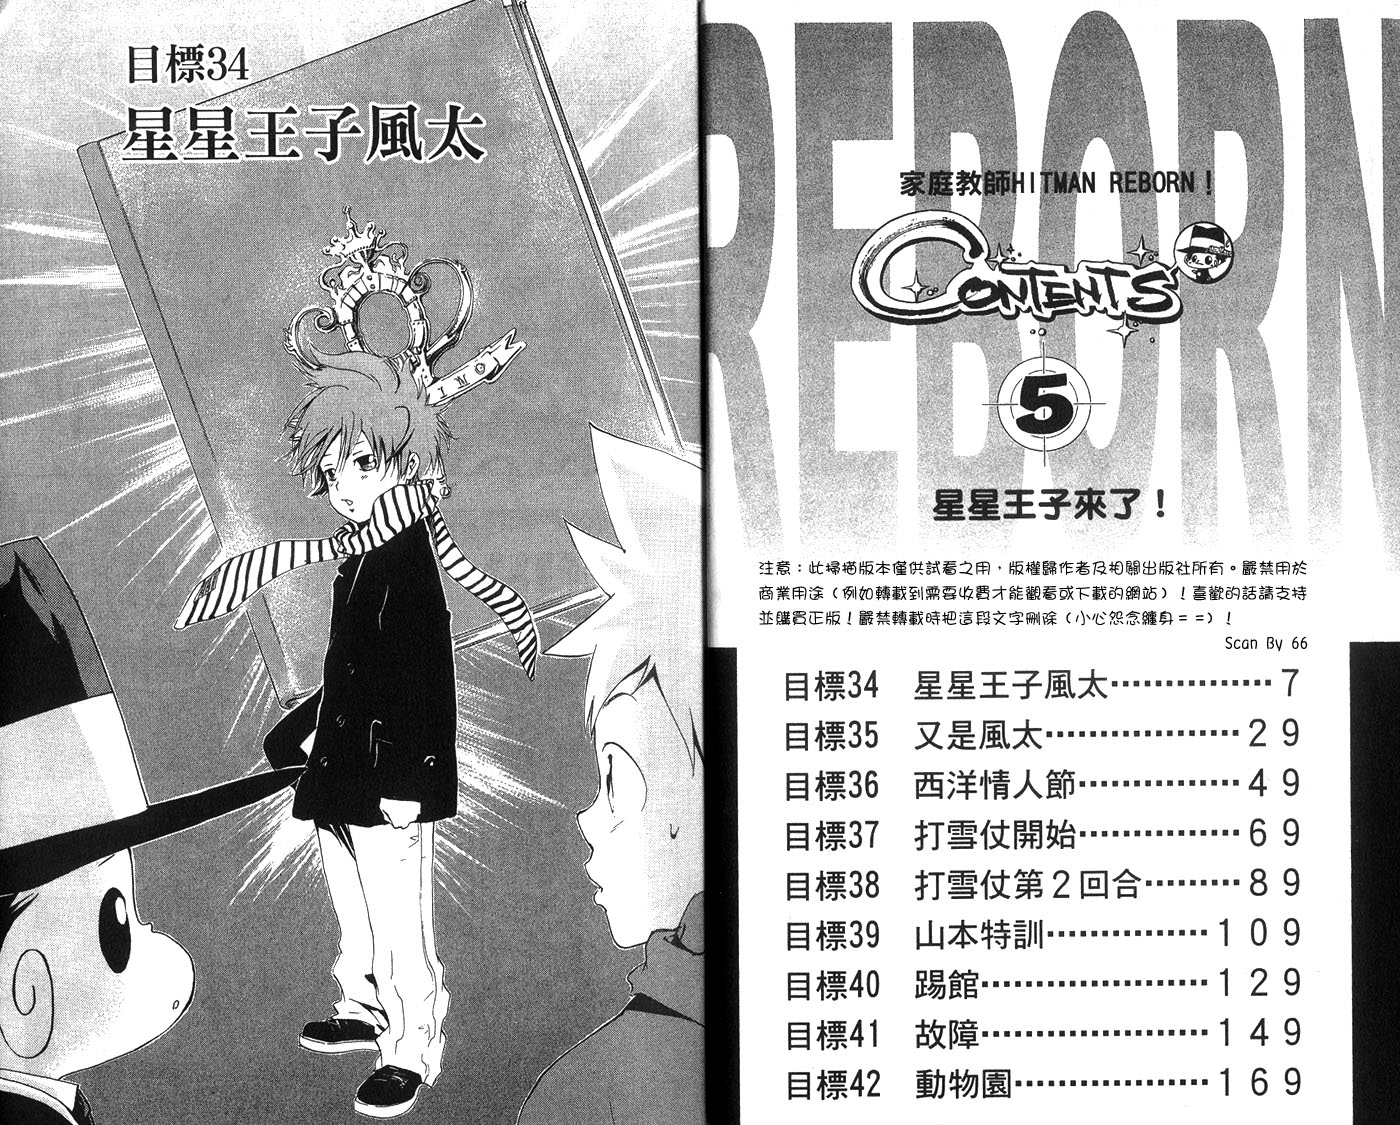 目標34
星星王子風太
REBORN
家庭教師HITMAN REBORN！
CONTENTS
5
星星王子來了！
注意：此掃描版本僅供試看之用，版權歸作者及相關出版社所有。嚴禁用於
商業用途（例如轉載到需要收費才能觀看或下載的網站）！喜歡的話請支持
並購買正版！嚴禁轉載時把這段文字刪除（小心怨念纏身＝＝）！
Scan By 66
目標34 星星王子風太……………7
目標35 又是風太………………29
目標36 西洋情人節……………49
目標37 打雪仗開始……………69
目標38 打雪仗第２回合………89
目標39 山本特訓……………109
目標40 踢館…………………129
目標41 故障…………………149
目標42 動物園………………169